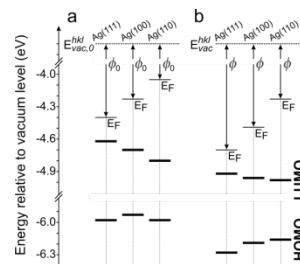 a
b
Ag(111)
Ag(100)
Ag(110)
Ag(111)
Ag(100)
Ag(110)
E^{hkl}_{vac,0}
E^{hkl}_{vac}
ϕ₀
ϕ₀
ϕ₀
ϕ
ϕ
ϕ
E_F
E_F
E_F
E_F
E_F
E_F
Energy relative to vacuum level (eV)
-4.0
-4.3
-4.6
-4.9
-6.0
-6.3
LUMO
HOMO